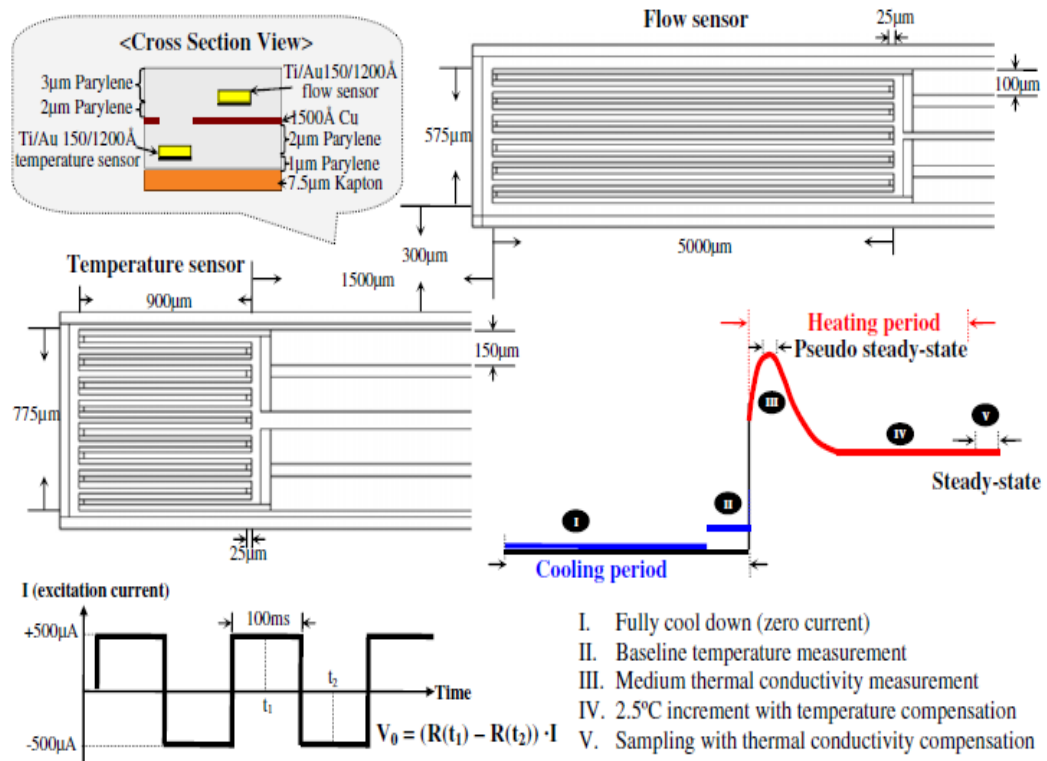 Flow sensor
25µm
<Cross Section View>
3µm Parylene
Ti/Au150/1200Å
flow sensor
2µm Parylene
1500Å Cu
Ti/Au 150/1200Å
temperature sensor
2µm Parylene
1µm Parylene
7.5µm Kapton
575µm
100µm
300µm
5000µm
Temperature sensor
1500µm
900µm
150µm
775µm
25µm
Heating period
Pseudo steady-state
III
IV
V
Steady-state
II
I
Cooling period
I (excitation current)
+500µA
100ms
t₁
t₂
Time
-500µA
V₀ = (R(t₁) – R(t₂)) ·I
I. Fully cool down (zero current)
II. Baseline temperature measurement
III. Medium thermal conductivity measurement
IV. 2.5ºC increment with temperature compensation
V. Sampling with thermal conductivity compensation